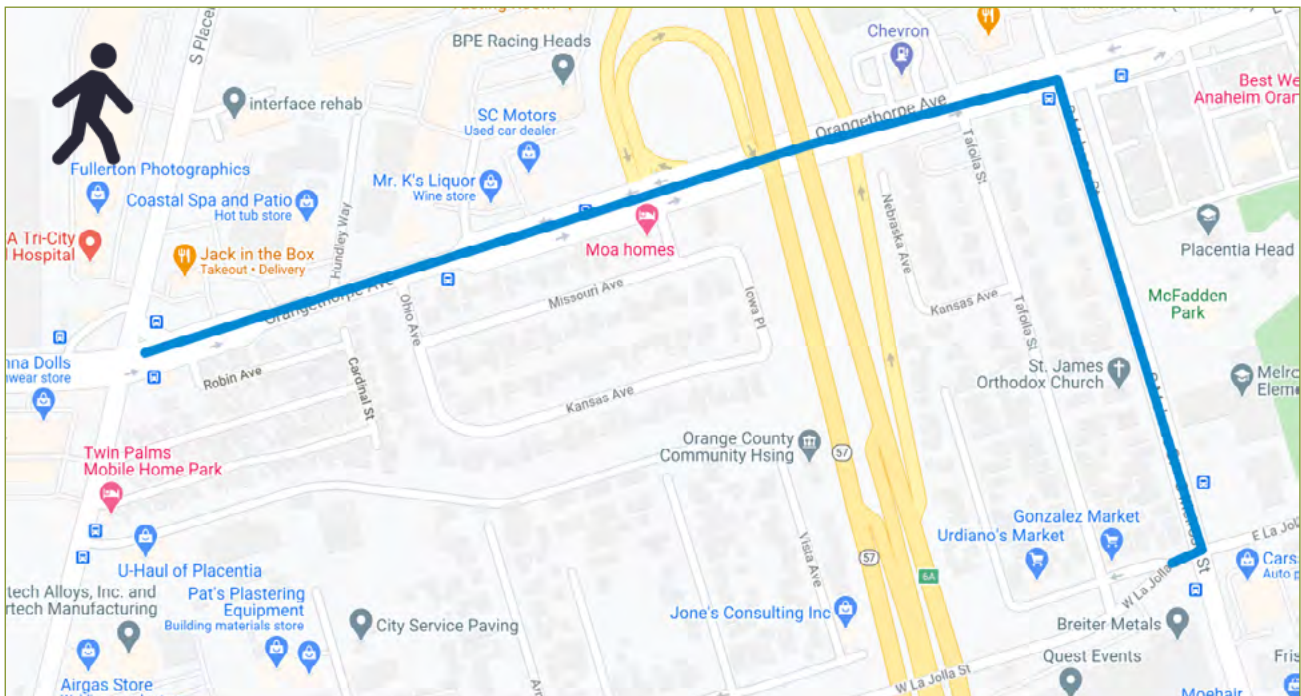 S Placen
BPE Racing Heads
Chevron
interface rehab
SC Motors
Used car dealer
Best We
Anaheim Oran
Orangethorpe Ave
Fullerton Photographics
Mr. K's Liquor
Wine store
Tafolla St
Coastal Spa and Patio
Hot tub store
Hundley Way
Nebraska Ave
A Tri-City
Hospital
Jack in the Box
Takeout • Delivery
Moa homes
Placentia Head
Orangethorpe Ave
Ohio Ave
Missouri Ave
Iowa Pl
Kansas Ave
Tafolla St
McFadden
Park
nna Dolls
nwear store
Robin Ave
Cardinal St
Kansas Ave
St. James
Orthodox Church
Melro
Eleme
Twin Palms
Mobile Home Park
Orange County
Community Hsing
57
Gonzalez Market
Urdiano's Market
Vista Ave
57
6A
St
E La Jol
W La Jolla
Cars
Auto p
U-Haul of Placentia
tech Alloys, Inc. and
rtech Manufacturing
Pat's Plastering
Equipment
Building materials store
City Service Paving
Jone's Consulting Inc
Breiter Metals
Quest Events
Fris
Airgas Store
W La Jolla St
Moehair